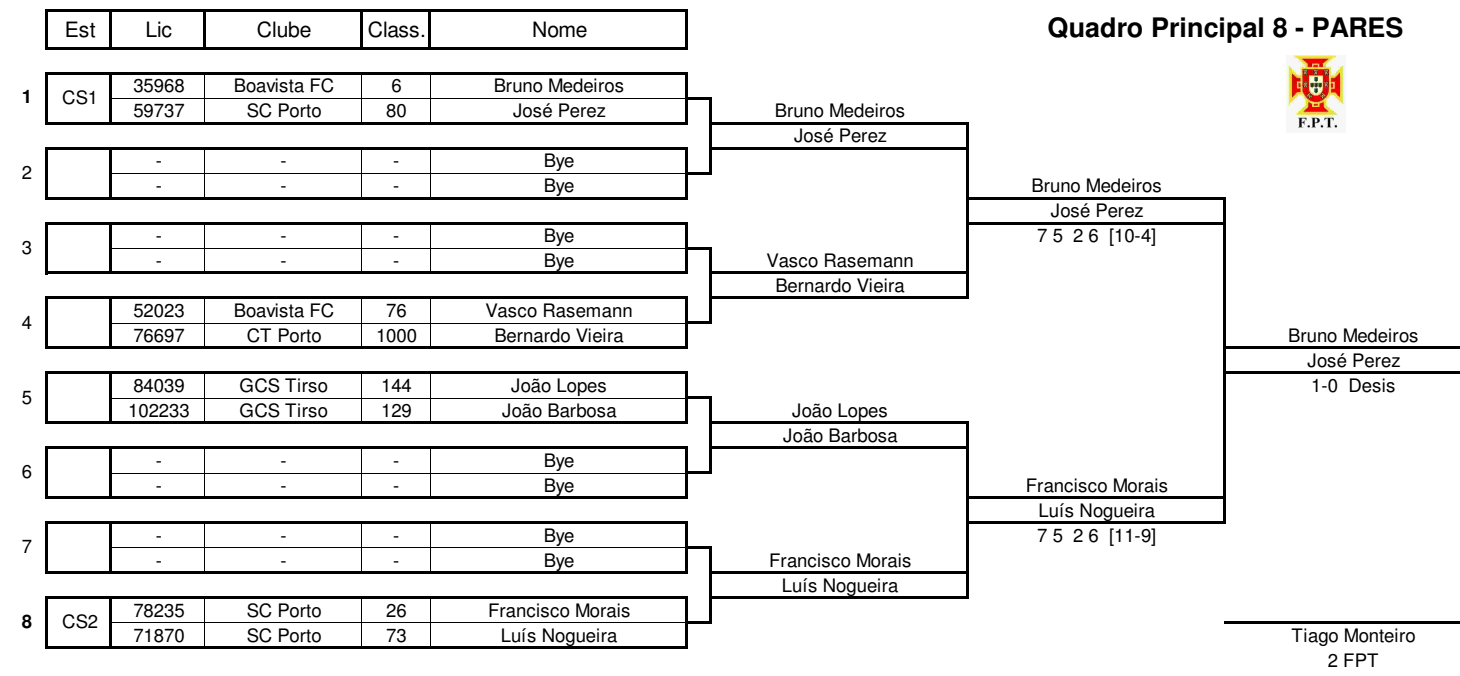 Est Lic Clube Class. Nome
Quadro Principal 8 - PARES
F.P.T.
1 CS1 35968 Boavista FC 6 Bruno Medeiros
59737 SC Porto 80 José Perez
Bruno Medeiros
José Perez
2 - - - Bye
- - - Bye
Bruno Medeiros
José Perez
7 5 2 6 [10-4]
3 - - - Bye
- - - Bye
Vasco Rasemann
Bernardo Vieira
4 52023 Boavista FC 76 Vasco Rasemann
76697 CT Porto 1000 Bernardo Vieira
Bruno Medeiros
José Perez
1-0 Desis
5 84039 GCS Tirso 144 João Lopes
102233 GCS Tirso 129 João Barbosa
João Lopes
João Barbosa
6 - - - Bye
- - - Bye
Francisco Morais
Luís Nogueira
7 5 2 6 [11-9]
7 - - - Bye
- - - Bye
Francisco Morais
Luís Nogueira
8 CS2 78235 SC Porto 26 Francisco Morais
71870 SC Porto 73 Luís Nogueira
Tiago Monteiro
2 FPT